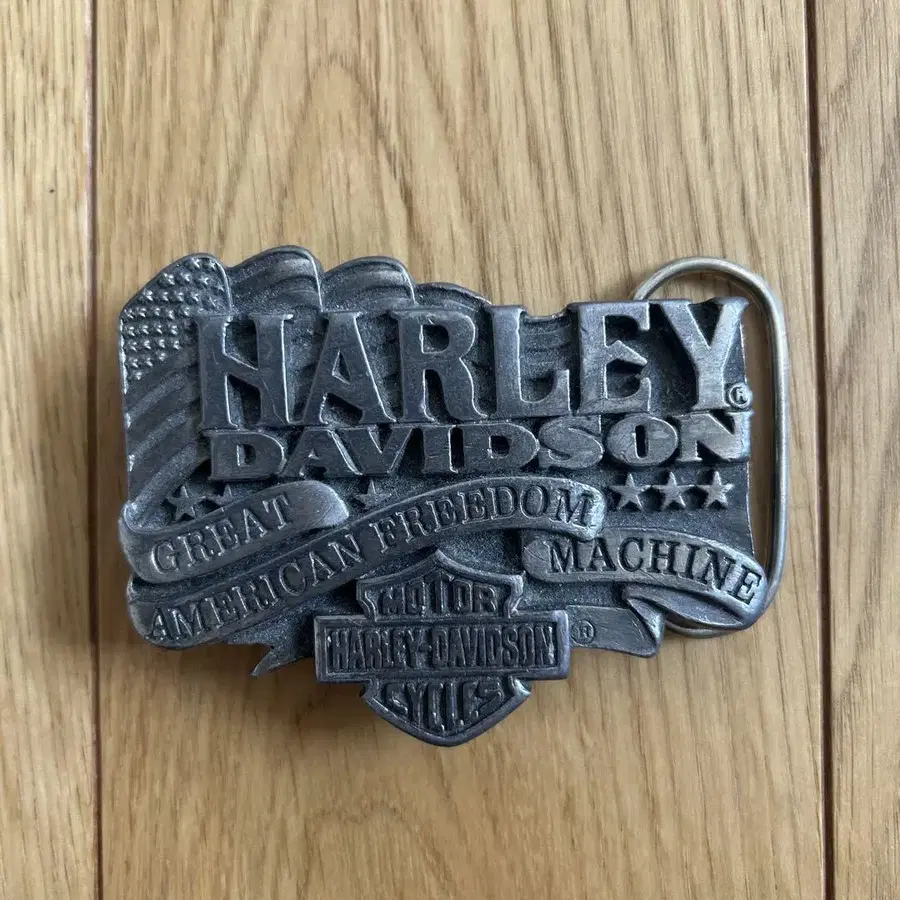 HARLEY®
DAVIDSON
GREAT
AMERICAN FREEDOM
MACHINE
MOTOR
HARLEY-DAVIDSON ®
CYCLES